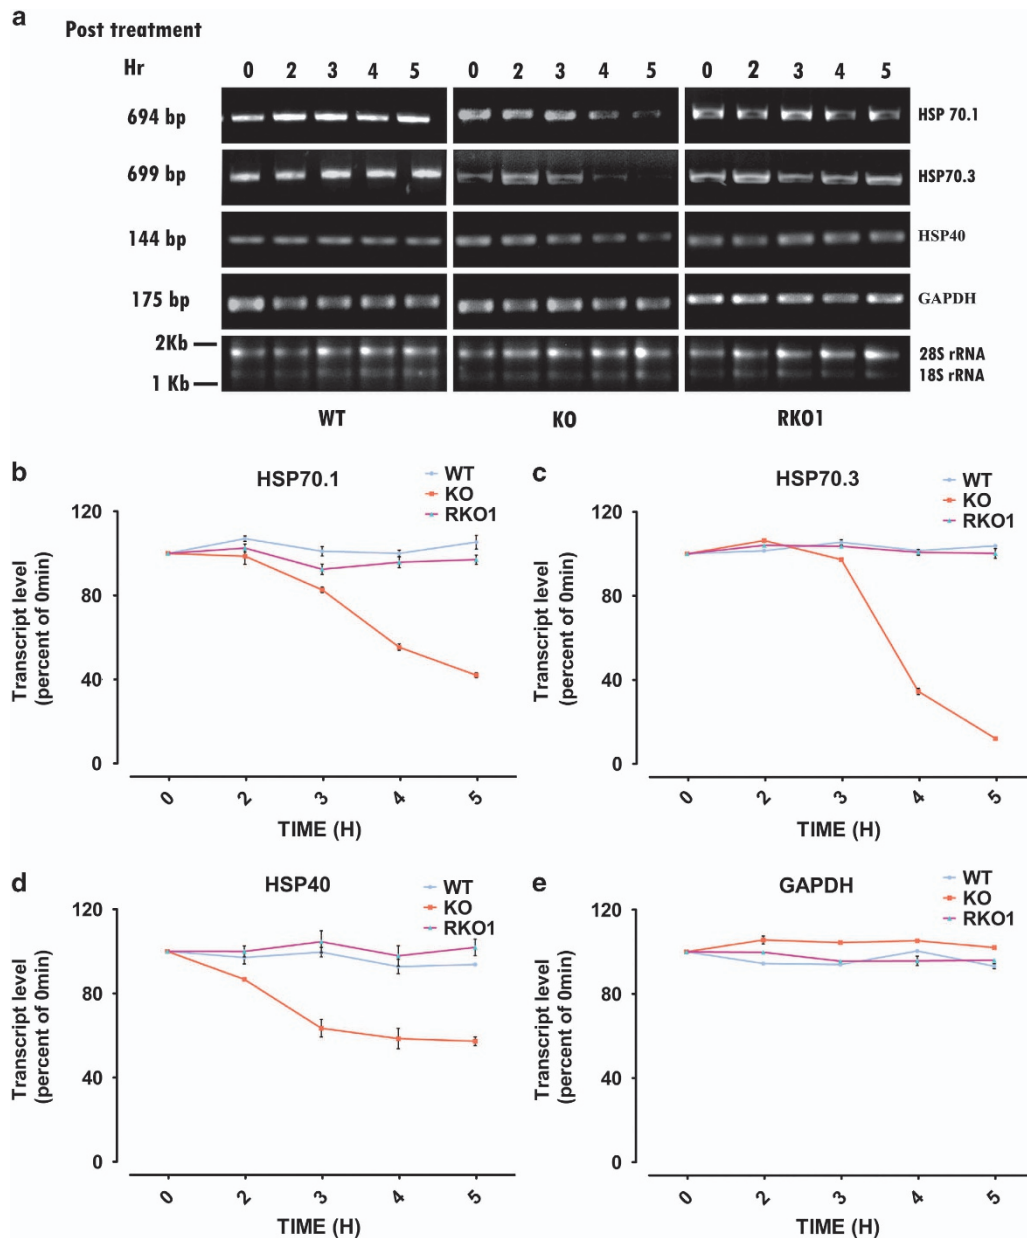 a
Post treatment
Hr 0 2 3 4 5 0 2 3 4 5 0 2 3 4 5
694 bp HSP 70.1
699 bp HSP70.3
144 bp HSP40
175 bp GAPDH
2Kb 28S rRNA
1 Kb 18S rRNA
WT KO RKO1
b
HSP70.1
WT
KO
RKO1
Transcript level
(percent of 0min)
120
80
40
0
0 2 3 4 5
TIME (H)
c
HSP70.3
WT
KO
RKO1
Transcript level
(percent of 0min)
120
80
40
0
0 2 3 4 5
TIME (H)
d
HSP40
WT
KO
RKO1
Transcript level
(percent of 0min)
120
80
40
0
0 2 3 4 5
TIME (H)
e
GAPDH
WT
KO
RKO1
Transcript level
(percent of 0min)
120
80
40
0
0 2 3 4 5
TIME (H)